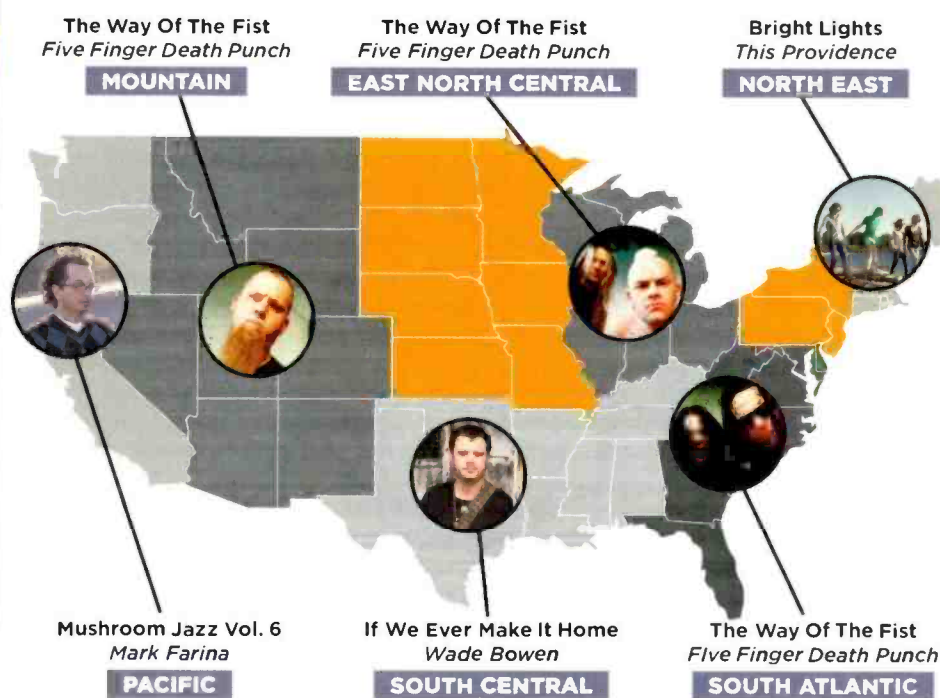 The Way Of The Fist
Five Finger Death Punch
MOUNTAIN
The Way Of The Fist
Five Finger Death Punch
EAST NORTH CENTRAL
Bright Lights
This Providence
NORTH EAST
Mushroom Jazz Vol. 6
Mark Farina
PACIFIC
If We Ever Make It Home
Wade Bowen
SOUTH CENTRAL
The Way Of The Fist
Five Finger Death Punch
SOUTH ATLANTIC